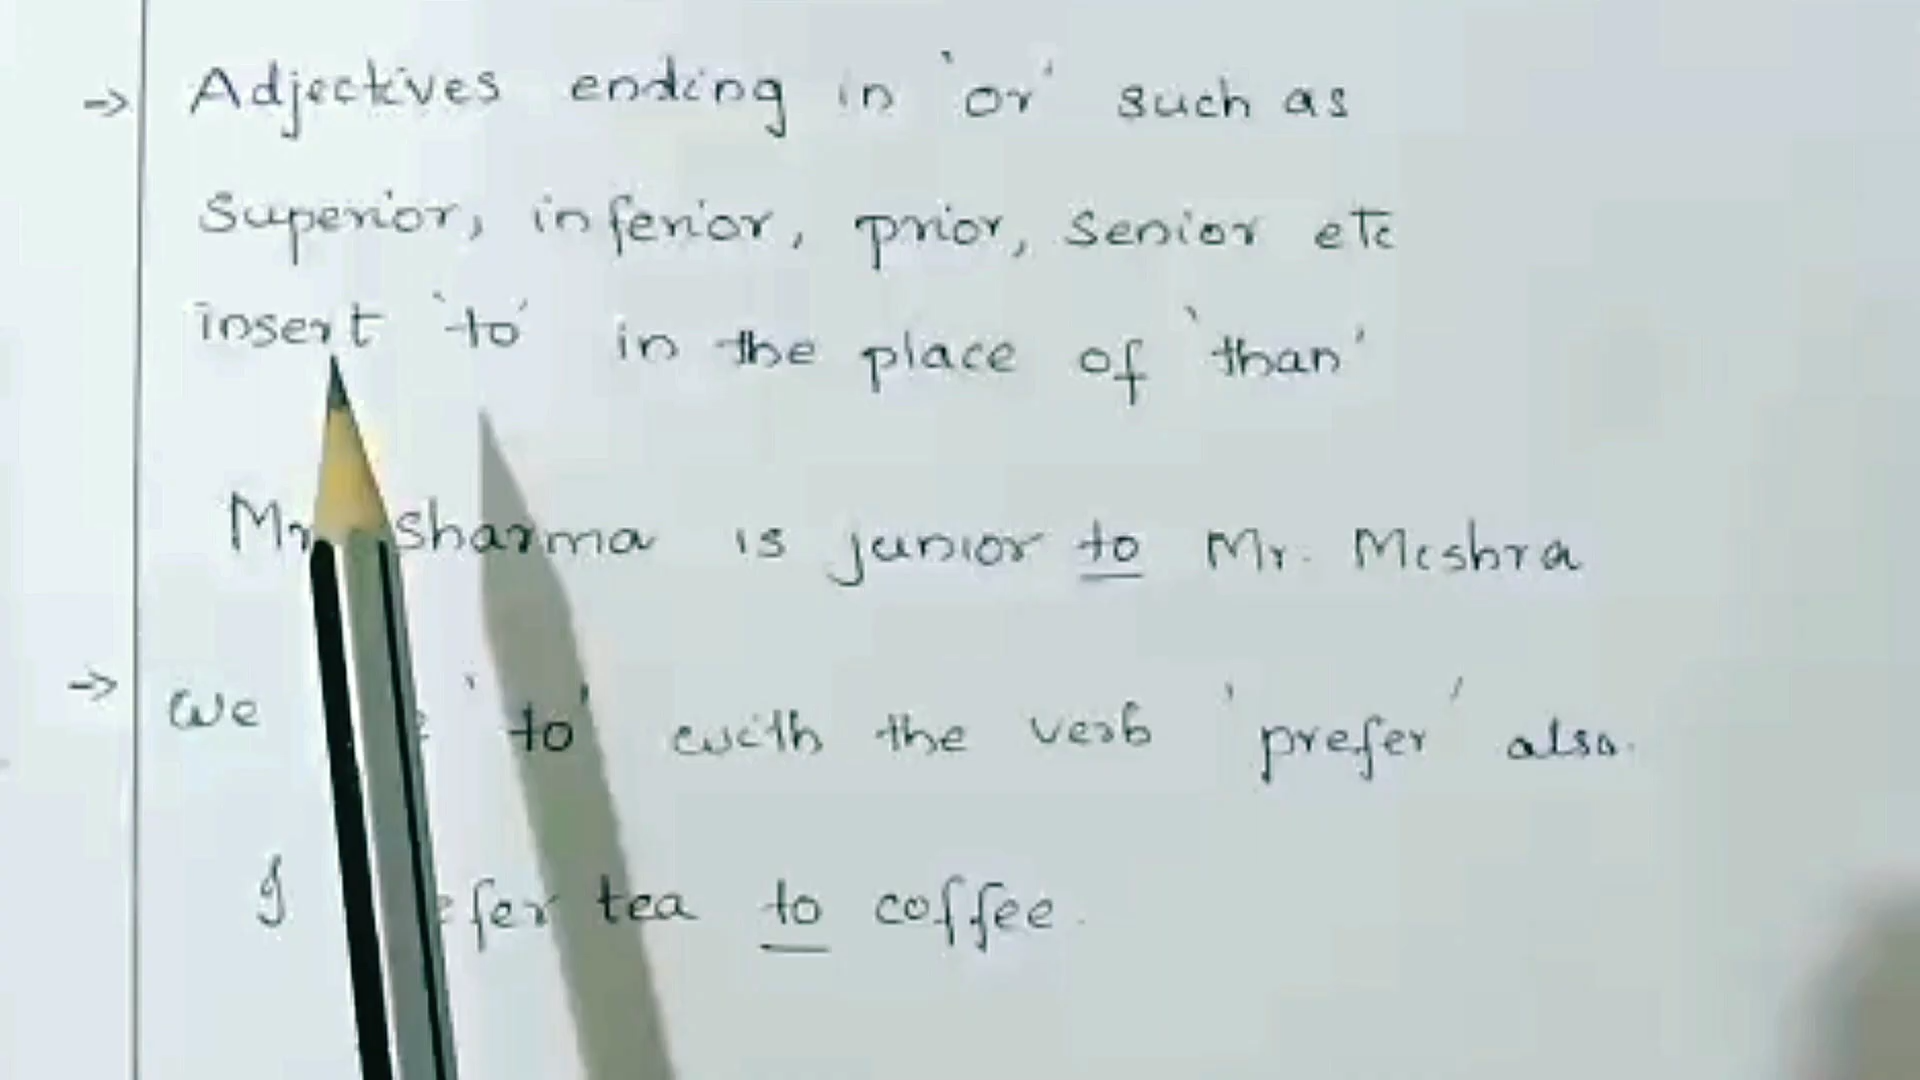 → Adjectives ending in 'or' such as
superior, inferior, prior, senior etc
insert 'to' in the place of 'than'
Mr. Sharma is junior to Mr. Mishra
→ We 'to' with the verb 'prefer' also.
I tea to coffee.